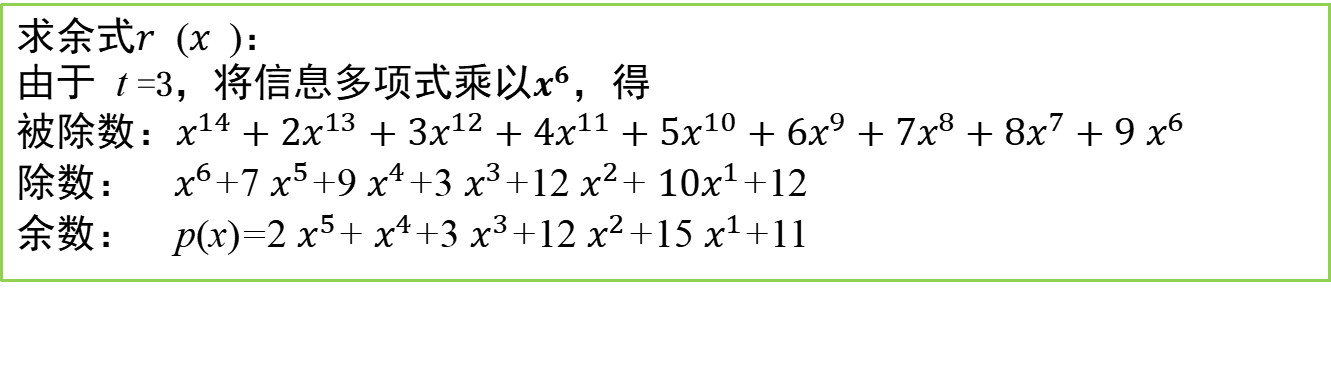 求余式r (x):
由于 t=3，将信息多项式乘以x⁶，得
被除数：x¹⁴ + 2x¹³ + 3x¹² + 4x¹¹ + 5x¹⁰ + 6x⁹ + 7x⁸ + 8x⁷ + 9 x⁶
除数： x⁶+7 x⁵+9 x⁴+3 x³+12 x²+ 10x¹+12
余数： p(x)=2 x⁵+ x⁴+3 x³+12 x²+15 x¹+11